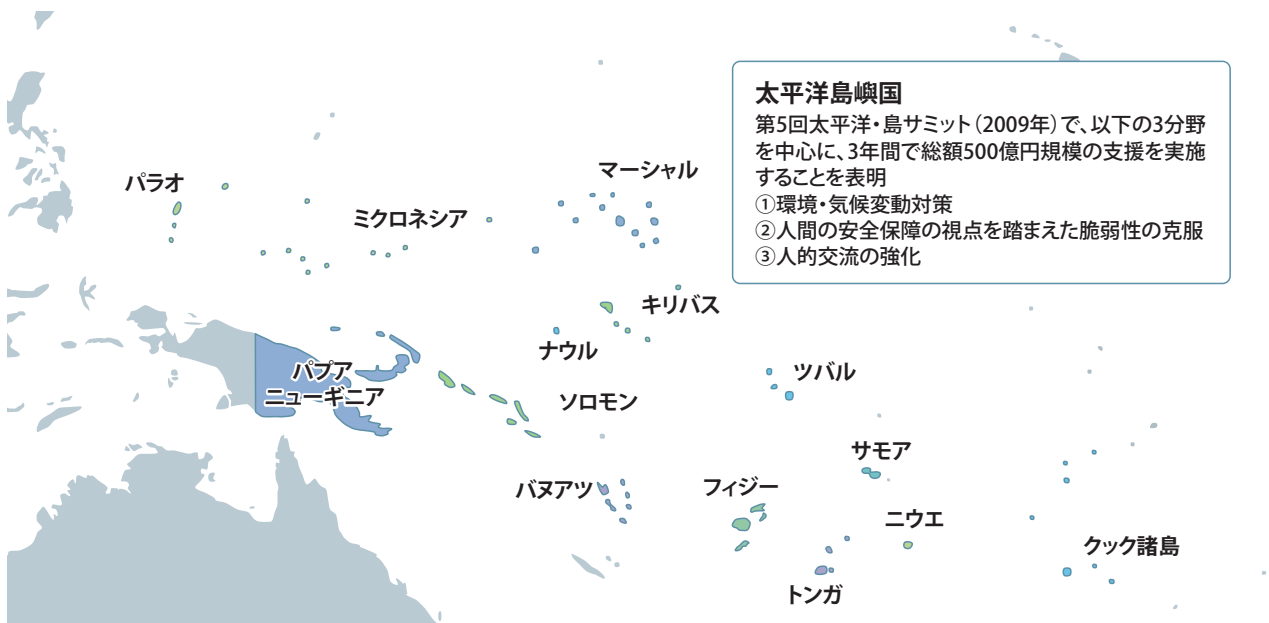 太平洋島嶼国
第5回太平洋・島サミット（2009年）で、以下の3分野
を中心に、3年間で総額500億円規模の支援を実施
することを表明
①環境・気候変動対策
②人間の安全保障の視点を踏まえた脆弱性の克服
③人的交流の強化
パラオ
マーシャル
ミクロネシア
キリバス
ナウル
パプア
ニューギニア
ツバル
ソロモン
サモア
バヌアツ
フィジー
ニウエ
クック諸島
トンガ